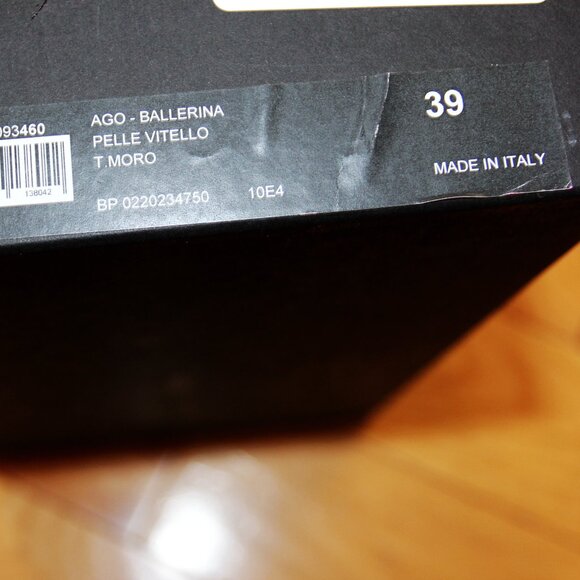 093460
138042
AGO - BALLERINA
PELLE VITELLO
T.MORO
BP 0220234750 10E4
39
MADE IN ITALY